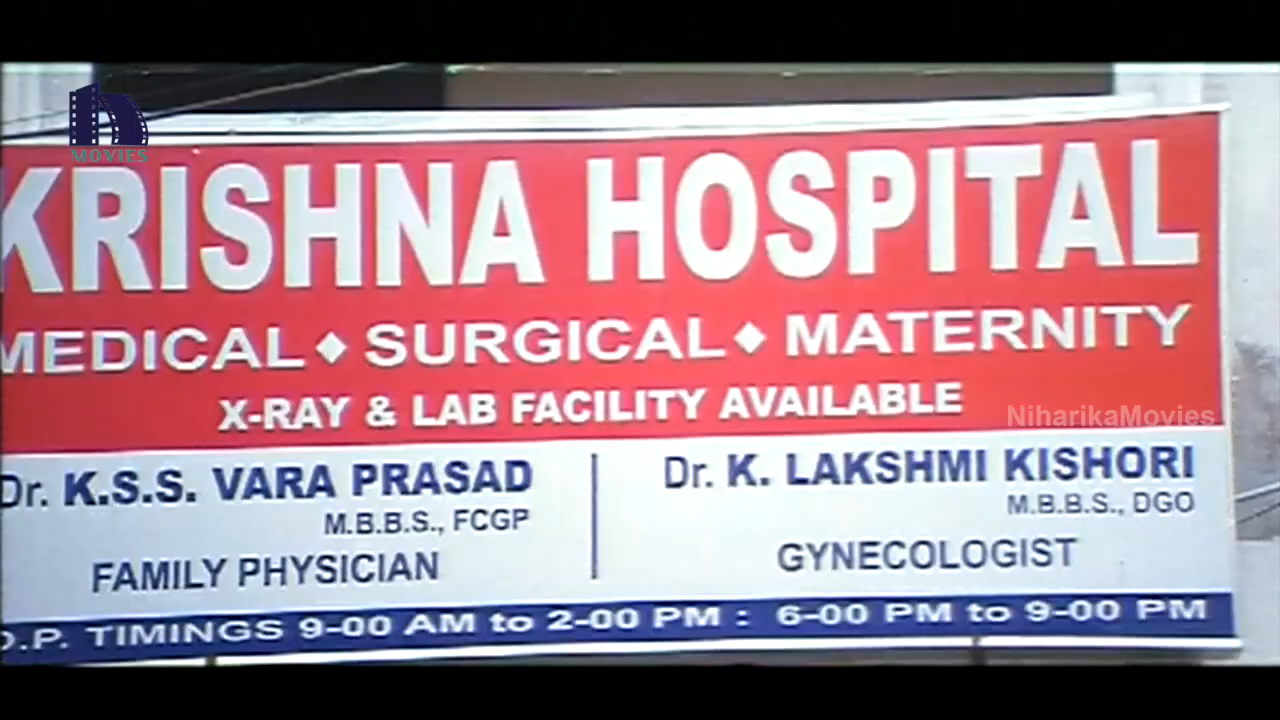 MOVIES
KRISHNA HOSPITAL
MEDICAL ◆ SURGICAL ◆ MATERNITY
X-RAY & LAB FACILITY AVAILABLE
NiharikaMovies
Dr. K.S.S. VARA PRASAD
M.B.B.S., FCGP
FAMILY PHYSICIAN
Dr. K. LAKSHMI KISHORI
M.B.B.S., DGO
GYNECOLOGIST
O.P. TIMINGS 9-00 AM to 2-00 PM : 6-00 PM to 9-00 PM